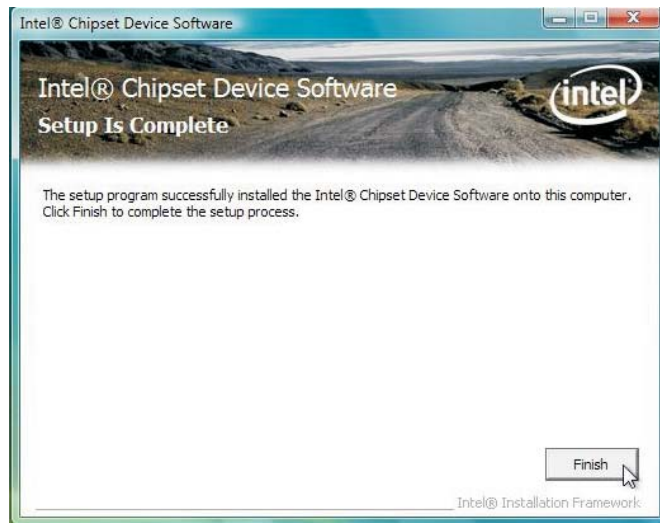 Intel® Chipset Device Software
Intel® Chipset Device Software
intel
Setup Is Complete
The setup program successfully installed the Intel® Chipset Device Software onto this computer.
Click Finish to complete the setup process.
Finish
Intel® Installation Framework